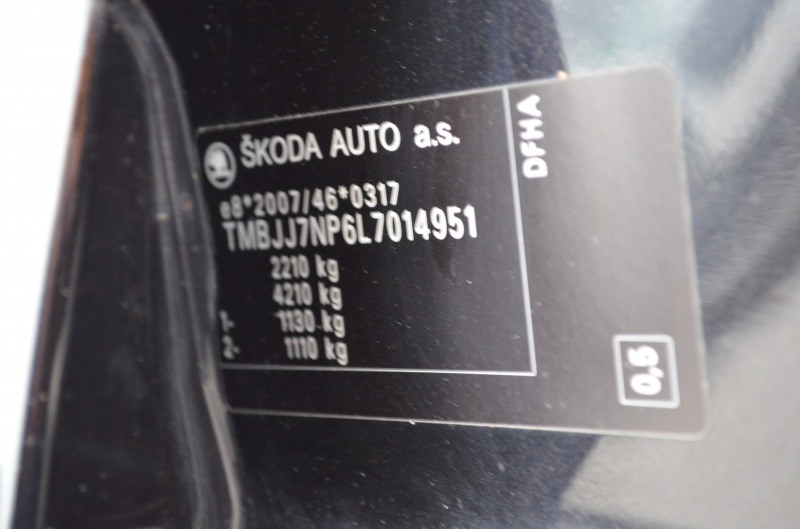 ŠKODA AUTO a.s.
e8*2007/46*0317
TMBJJ7NP6L7014951
2210 kg
4210 kg
1- 1130 kg
2- 1110 kg
DFHA
0,5